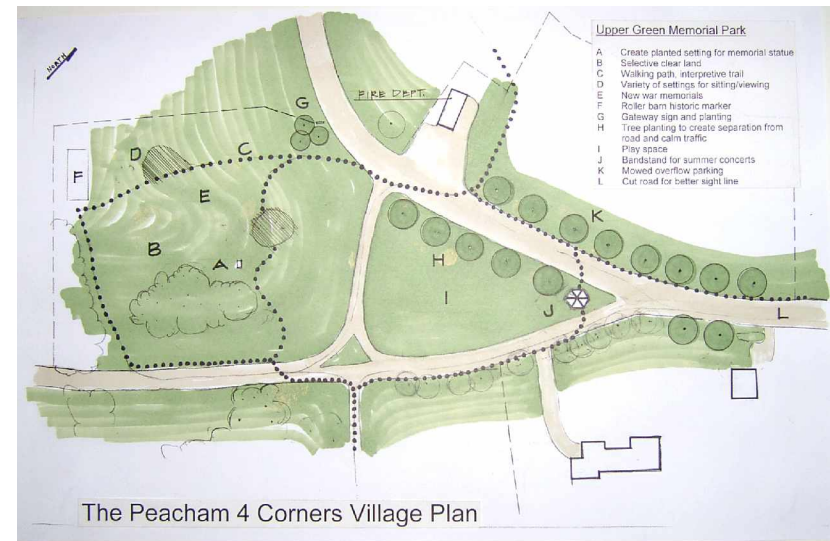 Upper Green Memorial Park
A Create planted setting for memorial statue
B Selective clear land
C Walking path, interpretive trail
D Variety of settings for sitting/viewing
E New war memorials
F Roller barn historic marker
G Gateway sign and planting
H Tree planting to create separation from
road and calm traffic
I Play space
J Bandstand for summer concerts
K Mowed overflow parking
L Cut road for better sight line
NORTH
FIRE DEPT.
G
D
C
F
E
K
B
A
H
I
J
L
The Peacham 4 Corners Village Plan